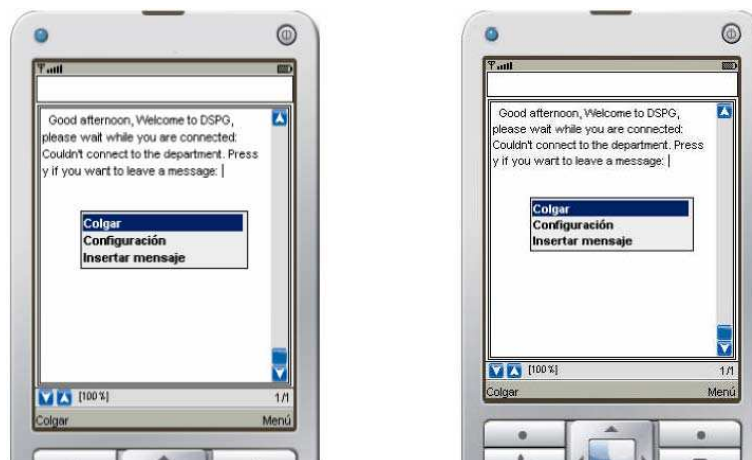 Good afternoon, Welcome to DSPG,
please wait while you are connected:
Couldn't connect to the department. Press
y if you want to leave a message: |
Colgar
Configuración
Insertar mensaje
[100 %]
1/1
Colgar
Menú
Good afternoon, Welcome to DSPG,
please wait while you are connected:
Couldn't connect to the department. Press
y if you want to leave a message: |
Colgar
Configuración
Insertar mensaje
[100 %]
1/1
Colgar
Menú